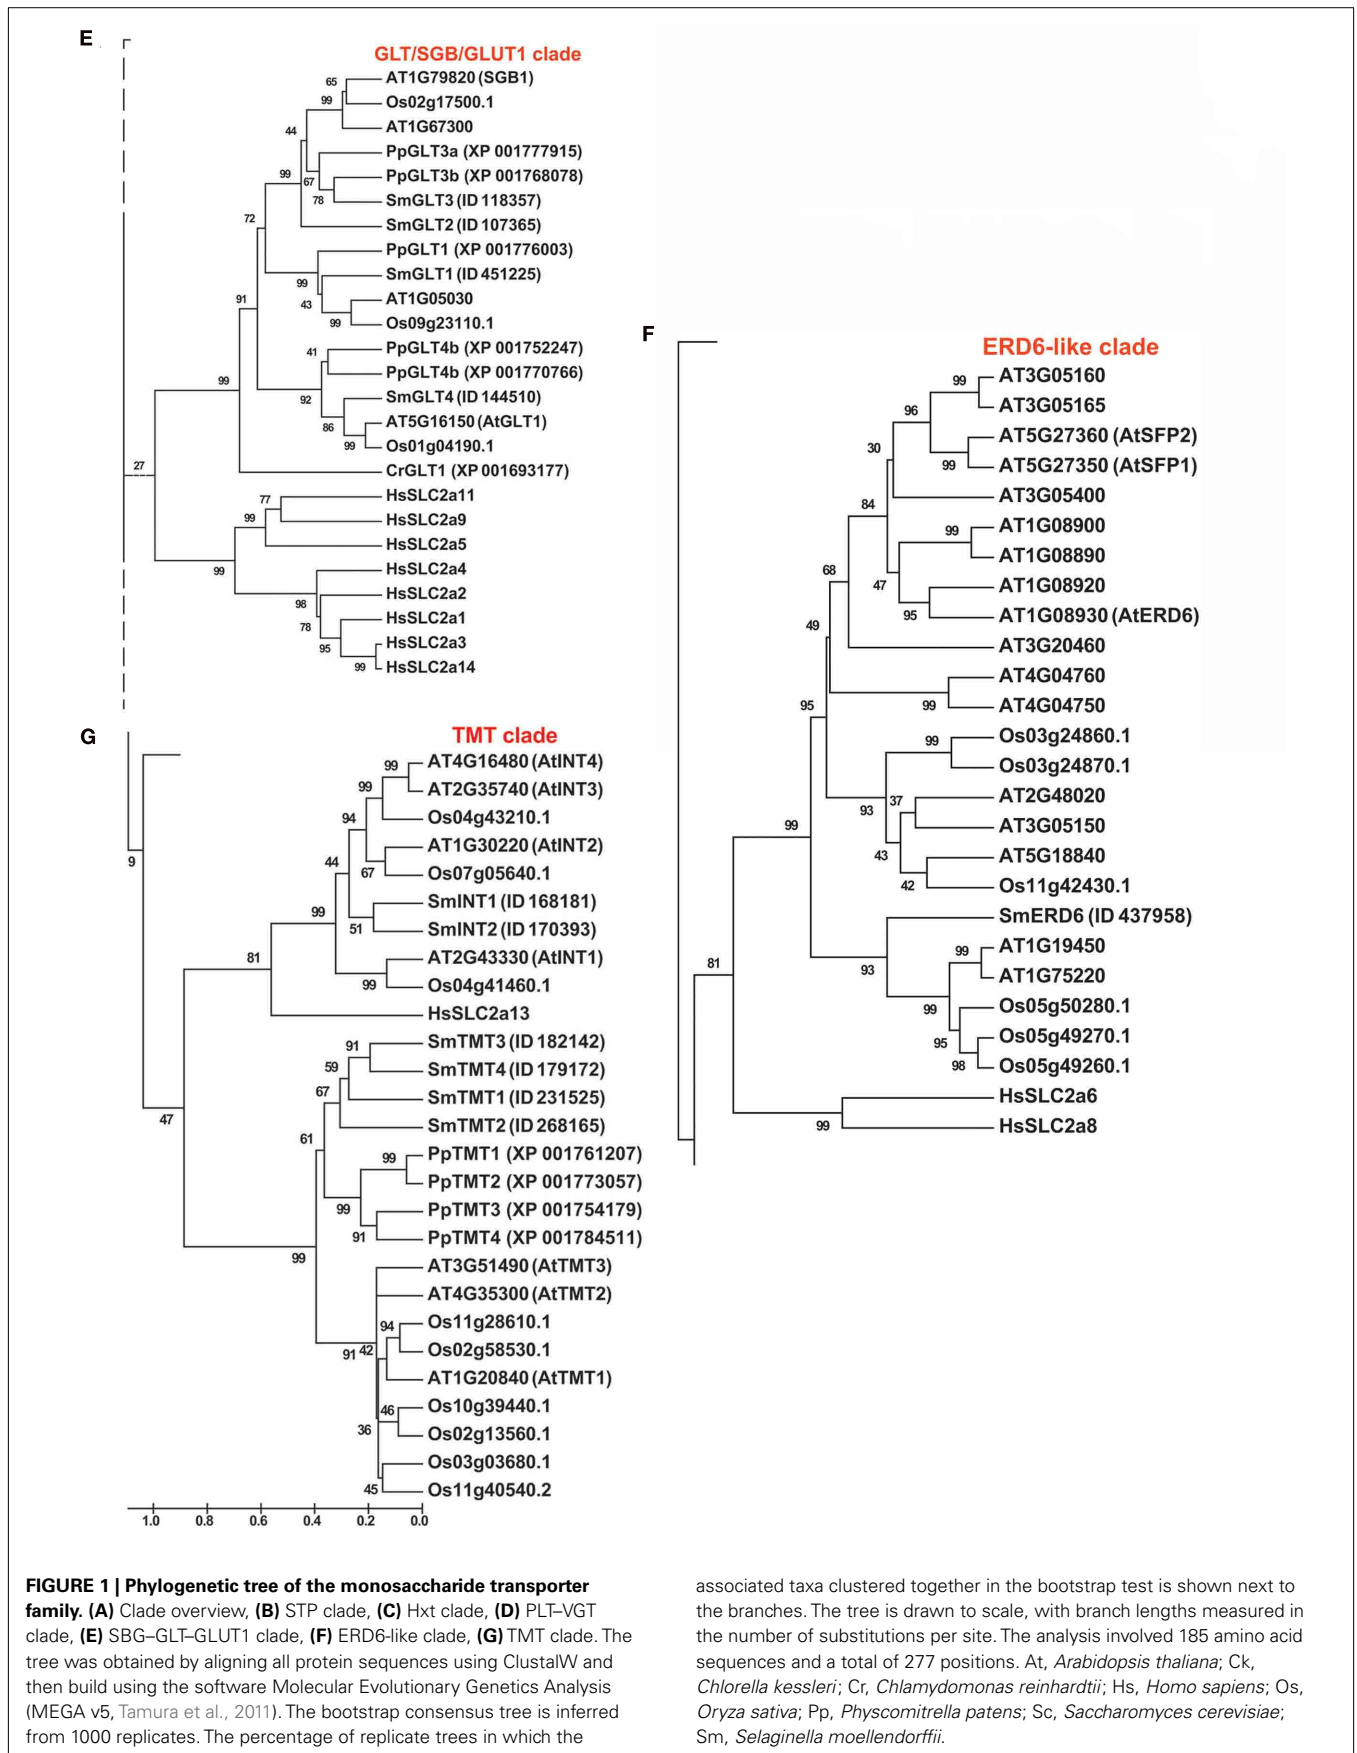 E
GLT/SGB/GLUT1 clade
AT1G79820 (SGB1)
Os02g17500.1
AT1G67300
PpGLT3a (XP 001777915)
PpGLT3b (XP 001768078)
SmGLT3 (ID 118357)
SmGLT2 (ID 107365)
PpGLT1 (XP 001776003)
SmGLT1 (ID 451225)
AT1G05030
Os09g23110.1
PpGLT4b (XP 001752247)
PpGLT4b (XP 001770766)
SmGLT4 (ID 144510)
AT5G16150 (AtGLT1)
Os01g04190.1
CrGLT1 (XP 001693177)
HsSLC2a11
HsSLC2a9
HsSLC2a5
HsSLC2a4
HsSLC2a2
HsSLC2a1
HsSLC2a3
HsSLC2a14
65
99
44
99
67
78
72
99
43
99
91
41
92
86
99
99
27
77
99
99
98
78
95
99
F
ERD6-like clade
AT3G05160
AT3G05165
AT5G27360 (AtSFP2)
AT5G27350 (AtSFP1)
AT3G05400
AT1G08900
AT1G08890
AT1G08920
AT1G08930 (AtERD6)
AT3G20460
AT4G04760
AT4G04750
Os03g24860.1
Os03g24870.1
AT2G48020
AT3G05150
AT5G18840
Os11g42430.1
SmERD6 (ID 437958)
AT1G19450
AT1G75220
Os05g50280.1
Os05g49270.1
Os05g49260.1
HsSLC2a6
HsSLC2a8
99
96
99
30
84
99
47
95
68
49
99
95
99
93
37
43
42
99
93
99
99
95
98
81
99
G
TMT clade
AT4G16480 (AtINT4)
AT2G35740 (AtINT3)
Os04g43210.1
AT1G30220 (AtINT2)
Os07g05640.1
SmINT1 (ID 168181)
SmINT2 (ID 170393)
AT2G43330 (AtINT1)
Os04g41460.1
HsSLC2a13
SmTMT3 (ID 182142)
SmTMT4 (ID 179172)
SmTMT1 (ID 231525)
SmTMT2 (ID 268165)
PpTMT1 (XP 001761207)
PpTMT2 (XP 001773057)
PpTMT3 (XP 001754179)
PpTMT4 (XP 001784511)
AT3G51490 (AtTMT3)
AT4G35300 (AtTMT2)
Os11g28610.1
Os02g58530.1
AT1G20840 (AtTMT1)
Os10g39440.1
Os02g13560.1
Os03g03680.1
Os11g40540.2
99
99
94
67
44
51
99
99
81
9
47
91
59
67
61
99
99
91
99
94
91
42
46
36
45
1.0 0.8 0.6 0.4 0.2 0.0
FIGURE 1 | Phylogenetic tree of the monosaccharide transporter
family. (A) Clade overview, (B) STP clade, (C) Hxt clade, (D) PLT–VGT
clade, (E) SBG–GLT–GLUT1 clade, (F) ERD6-like clade, (G) TMT clade. The
tree was obtained by aligning all protein sequences using ClustalW and
then build using the software Molecular Evolutionary Genetics Analysis
(MEGA v5, Tamura et al., 2011). The bootstrap consensus tree is inferred
from 1000 replicates. The percentage of replicate trees in which the
associated taxa clustered together in the bootstrap test is shown next to
the branches. The tree is drawn to scale, with branch lengths measured in
the number of substitutions per site. The analysis involved 185 amino acid
sequences and a total of 277 positions. At, Arabidopsis thaliana; Ck,
Chlorella kessleri; Cr, Chlamydomonas reinhardtii; Hs, Homo sapiens; Os,
Oryza sativa; Pp, Physcomitrella patens; Sc, Saccharomyces cerevisiae;
Sm, Selaginella moellendorffii.